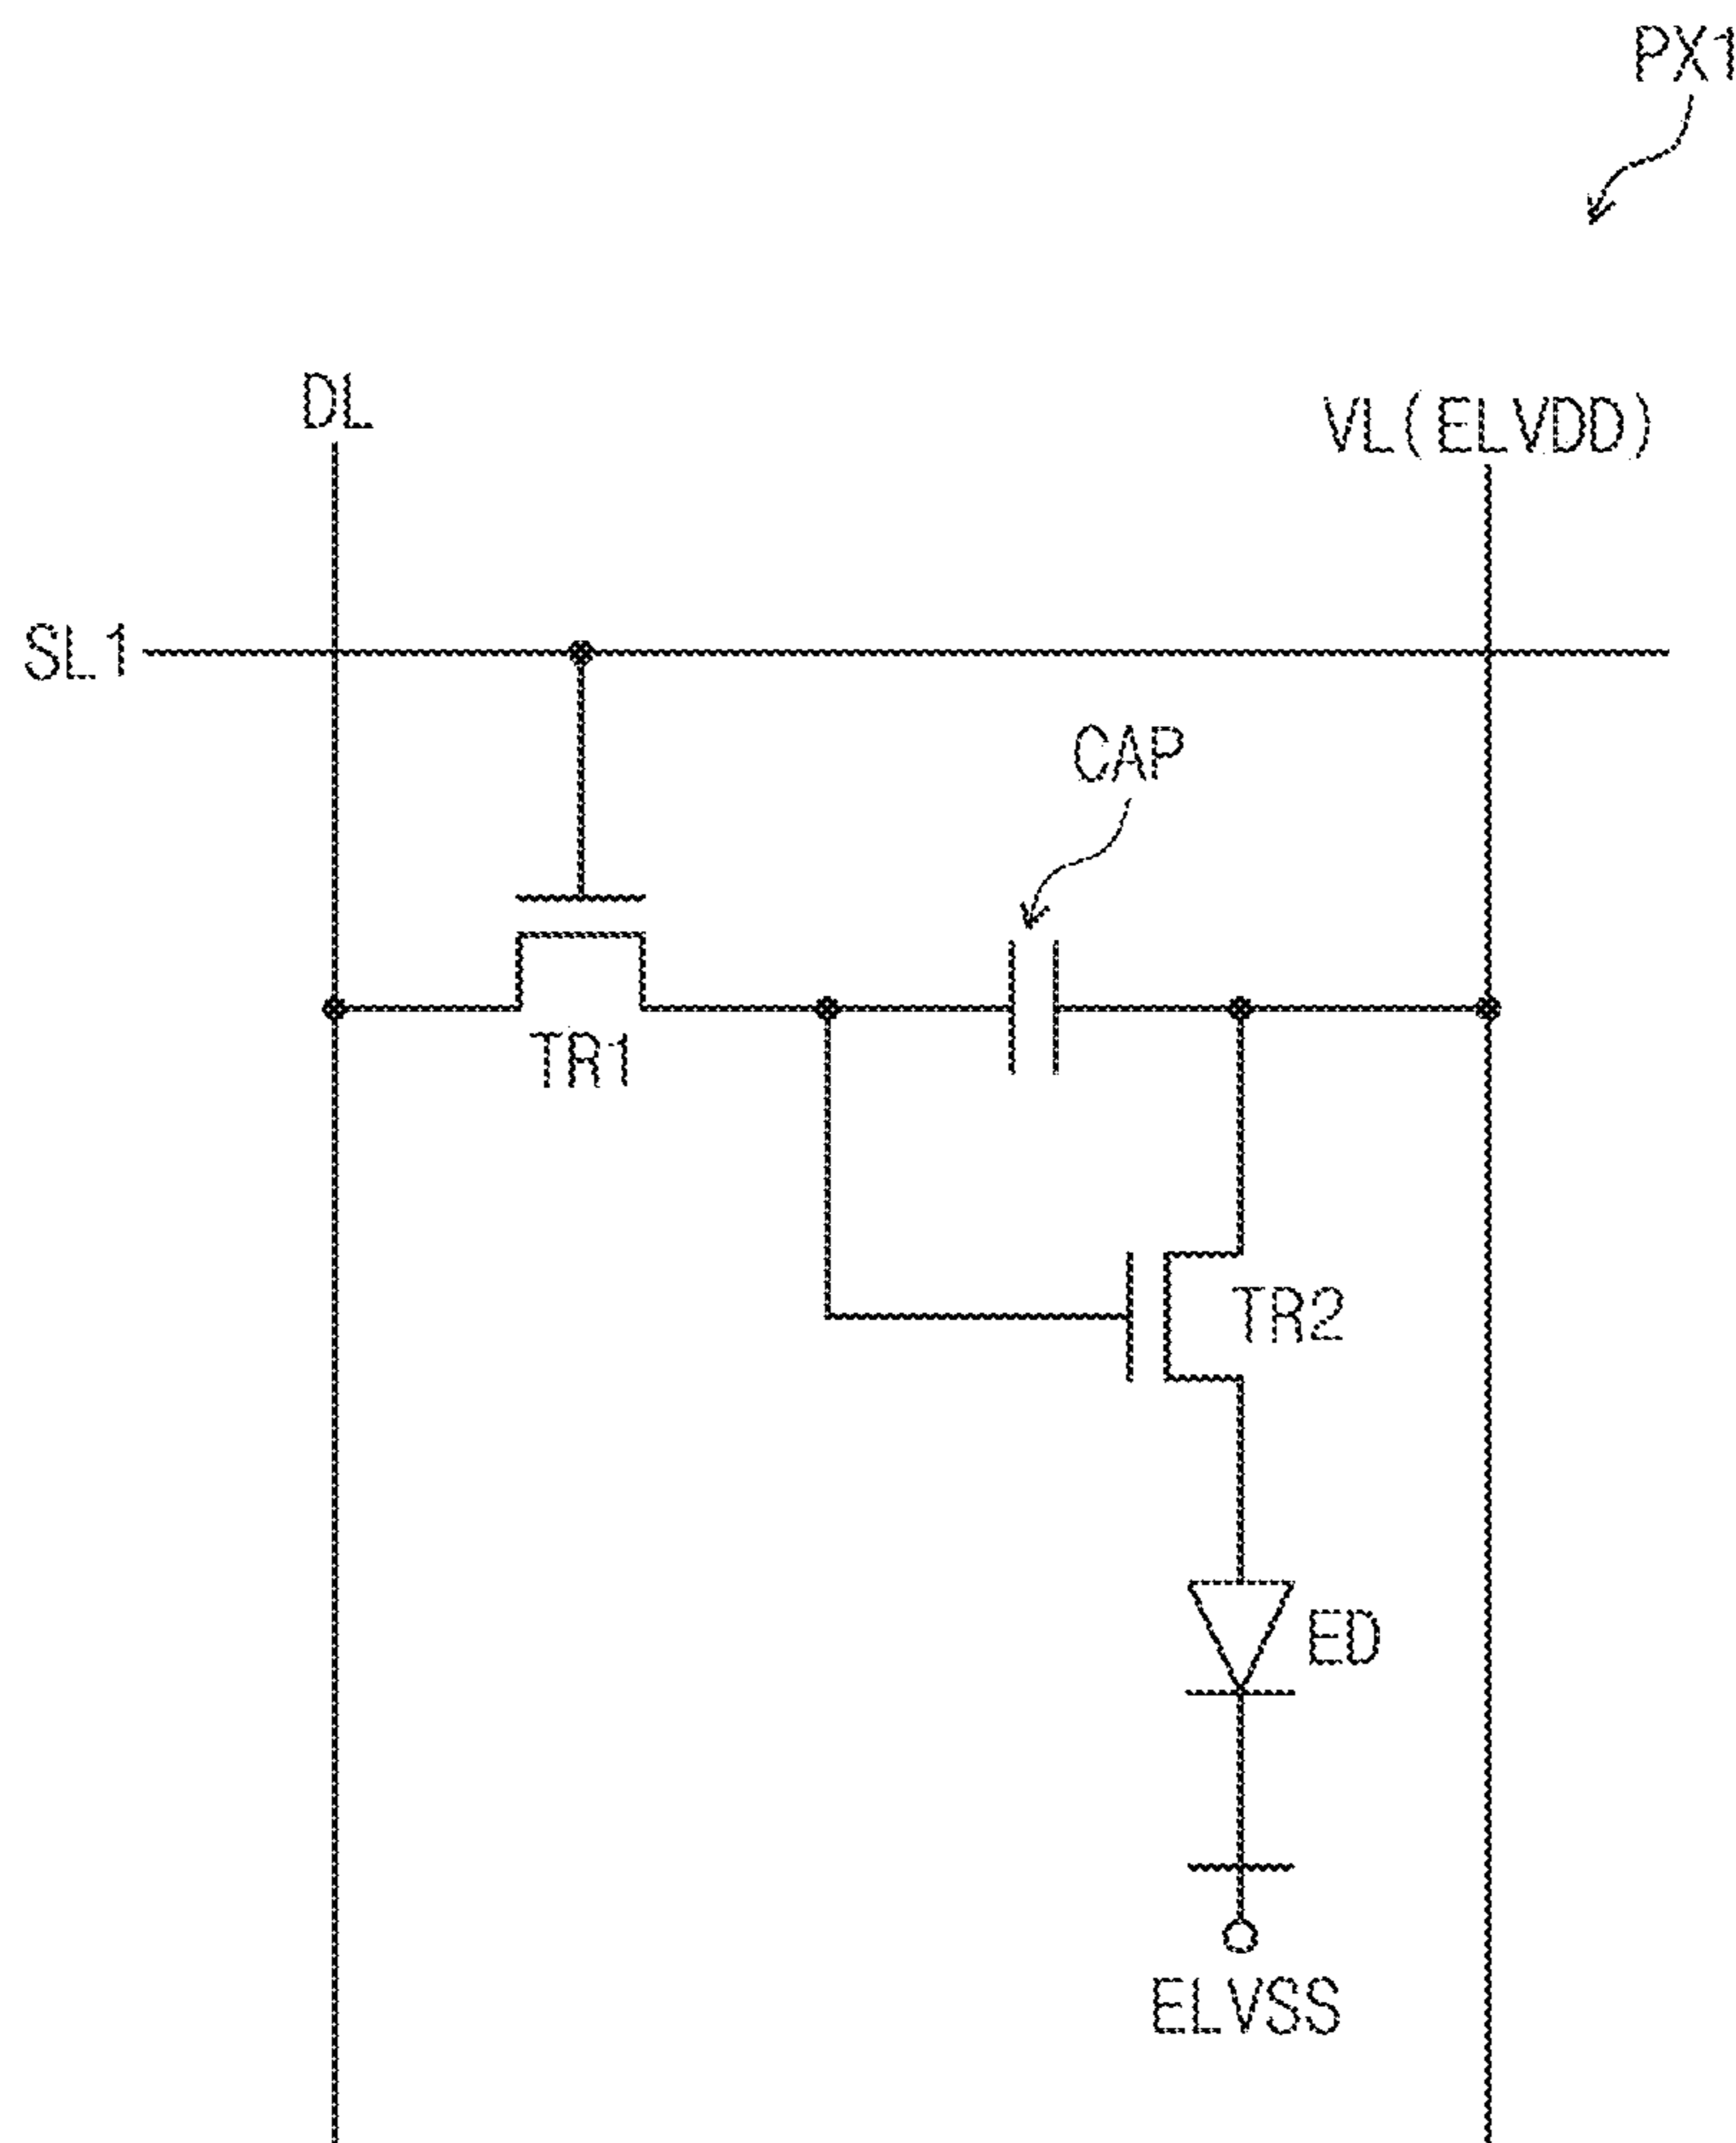 PX1
DL
VL(ELVDD)
SL1
CAP
TR1
TR2
ED
ELVSS